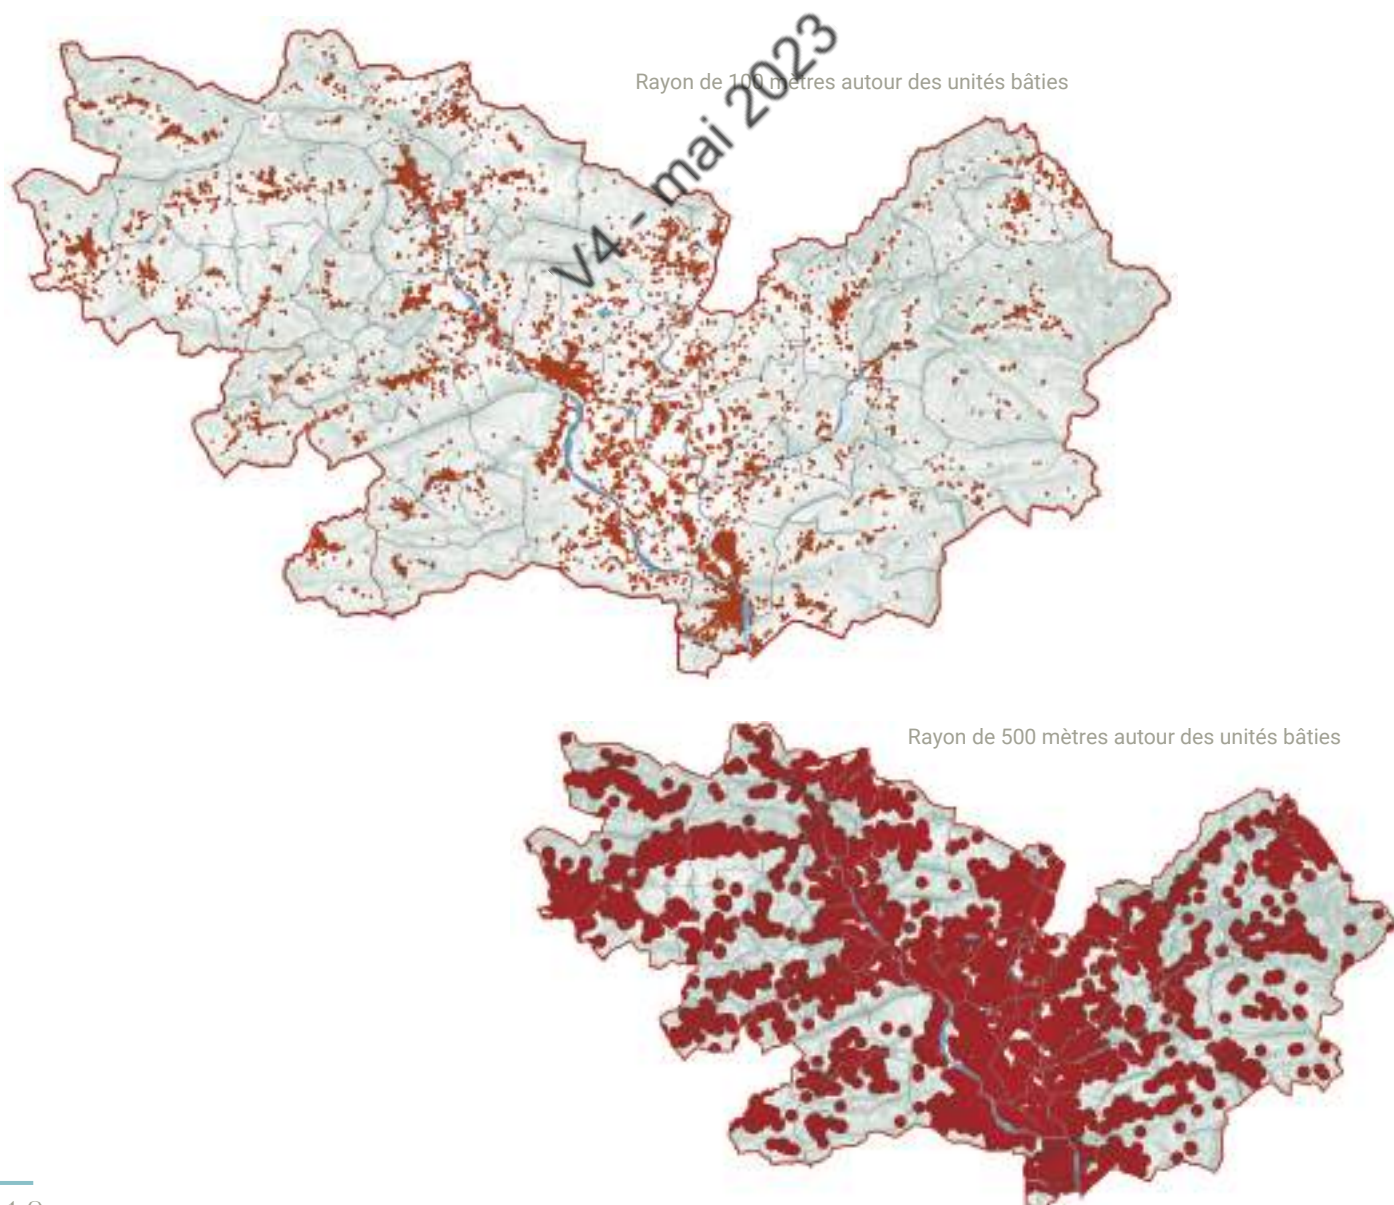 Rayon de 100 mètres autour des unités bâties
V4 - mai 2023
Rayon de 500 mètres autour des unités bâties